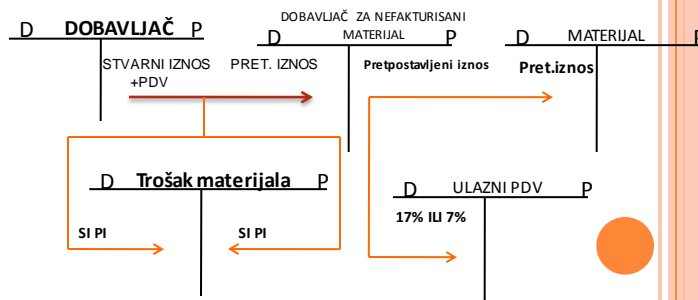 D DOBAVLJAČ P
STVARNI IZNOS
+PDV
DOBAVLJAČ ZA NEFAKTURISANI
D MATERIJAL P
PRET. IZNOS
Pretpostavljeni iznos
D MATERIJAL P
Pret.iznos
D Trošak materijala P
SI PI
SI PI
D ULAZNI PDV P
17% ILI 7%